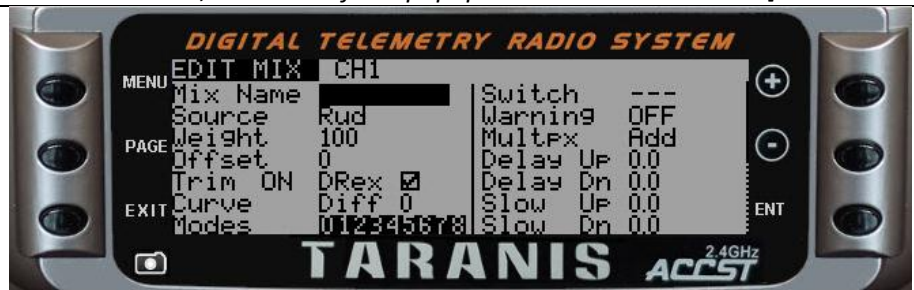 DIGITAL TELEMETRY RADIO SYSTEM
EDIT MIX CH1
MENU
Mix Name
Source Rud
PAGE
Weight 100
Offset 0
Trim ON DRex
EXIT
Curve Diff 0
Modes 012345678
Switch ---
Warning OFF
Multpx Add
Delay Up 0.0
Delay Dn 0.0
Slow Up 0.0
Slow Dn 0.0
+
-
ENT
TARANIS
2.4GHz
ACCST